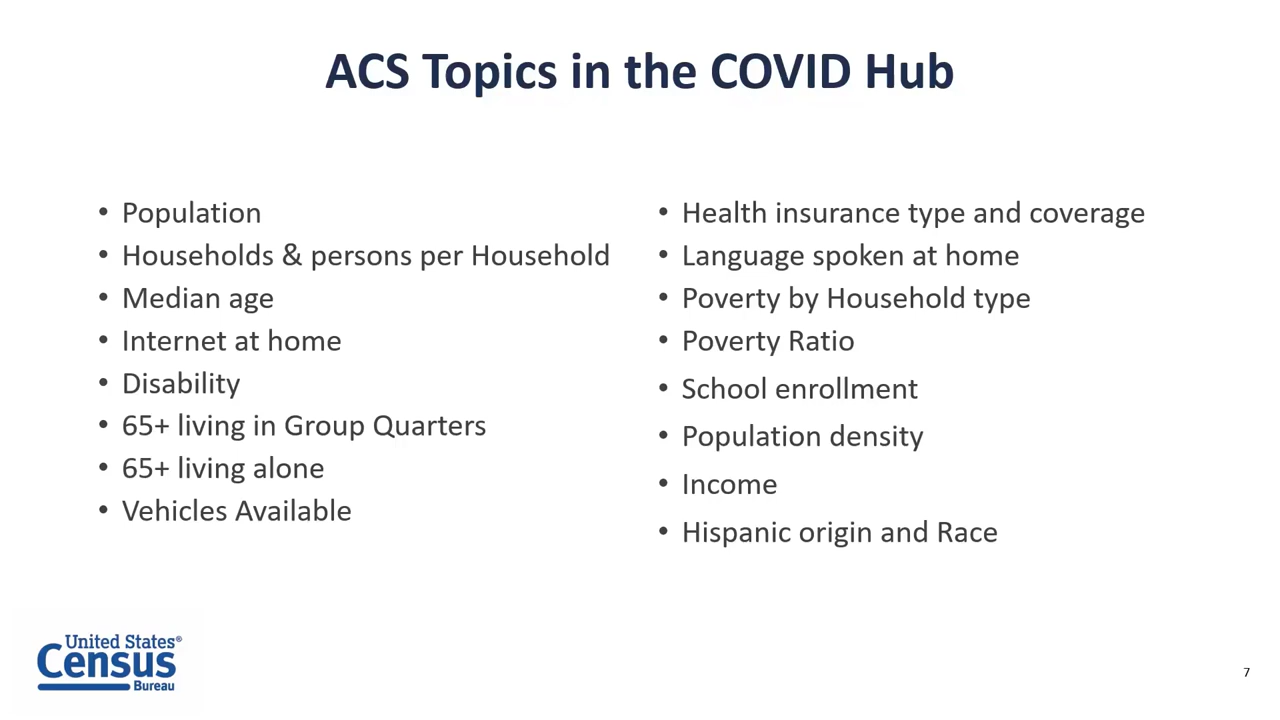 ACS Topics in the COVID Hub
• Population
• Households & persons per Household
• Median age
• Internet at home
• Disability
• 65+ living in Group Quarters
• 65+ living alone
• Vehicles Available
• Health insurance type and coverage
• Language spoken at home
• Poverty by Household type
• Poverty Ratio
• School enrollment
• Population density
• Income
• Hispanic origin and Race
United States®
Census
Bureau
7